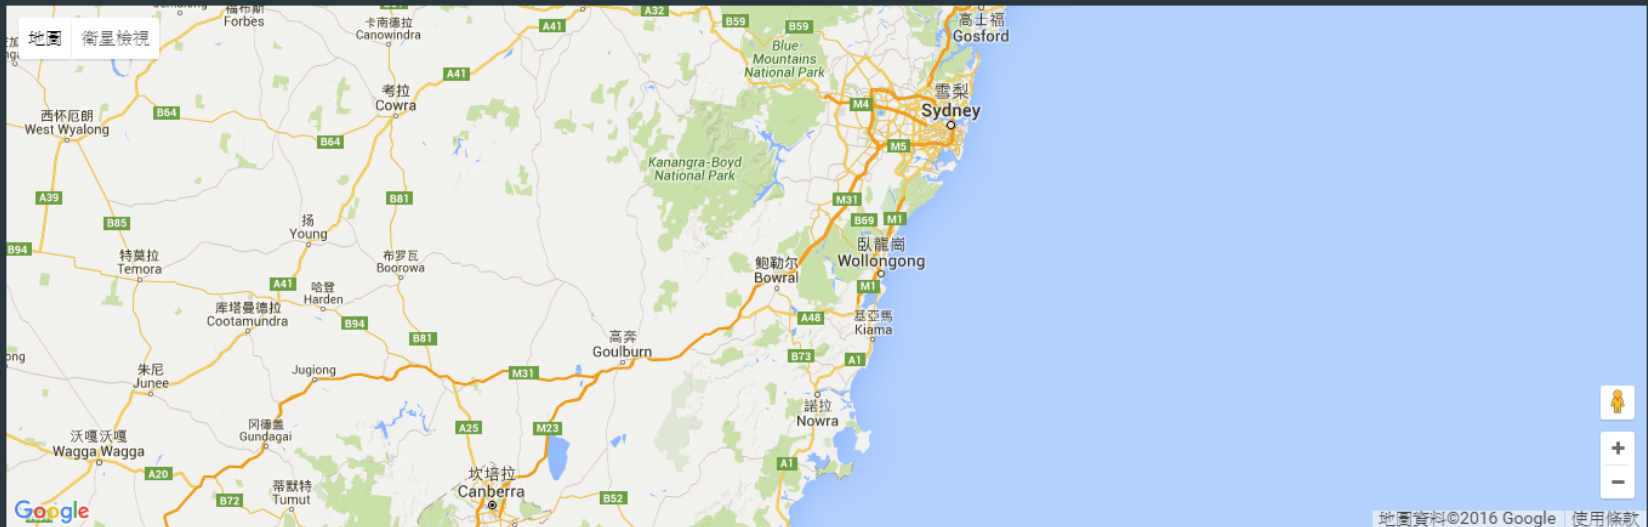 福布斯
Forbes
卡南德拉
Canowindra
A41
A32
B59
B59
高士福
Gosford
地圖
衛星檢視
Blue
Mountains
National Park
A41
考拉
Cowra
雪梨
Sydney
M4
西怀厄朗
West Wyalong
B64
B64
M5
Kanangra-Boyd
National Park
A39
B81
M31
B85
扬
Young
B69
M1
B94
特莫拉
Temora
布罗瓦
Boorowa
鲍勒尔
Bowral
臥龍崗
Wollongong
A41
哈登
Harden
M1
库塔曼德拉
Cootamundra
B94
A48
基亞馬
Kiama
B81
高奔
Goulburn
B73
A1
ong
朱尼
Junee
Jugiong
M31
諾拉
Nowra
冈德盖
Gundagai
A25
M23
沃嘎沃嘎
Wagga Wagga
A20
坎培拉
Canberra
A1
B72
蒂默特
Tumut
B52
Google
地圖資料©2016 Google
使用條款